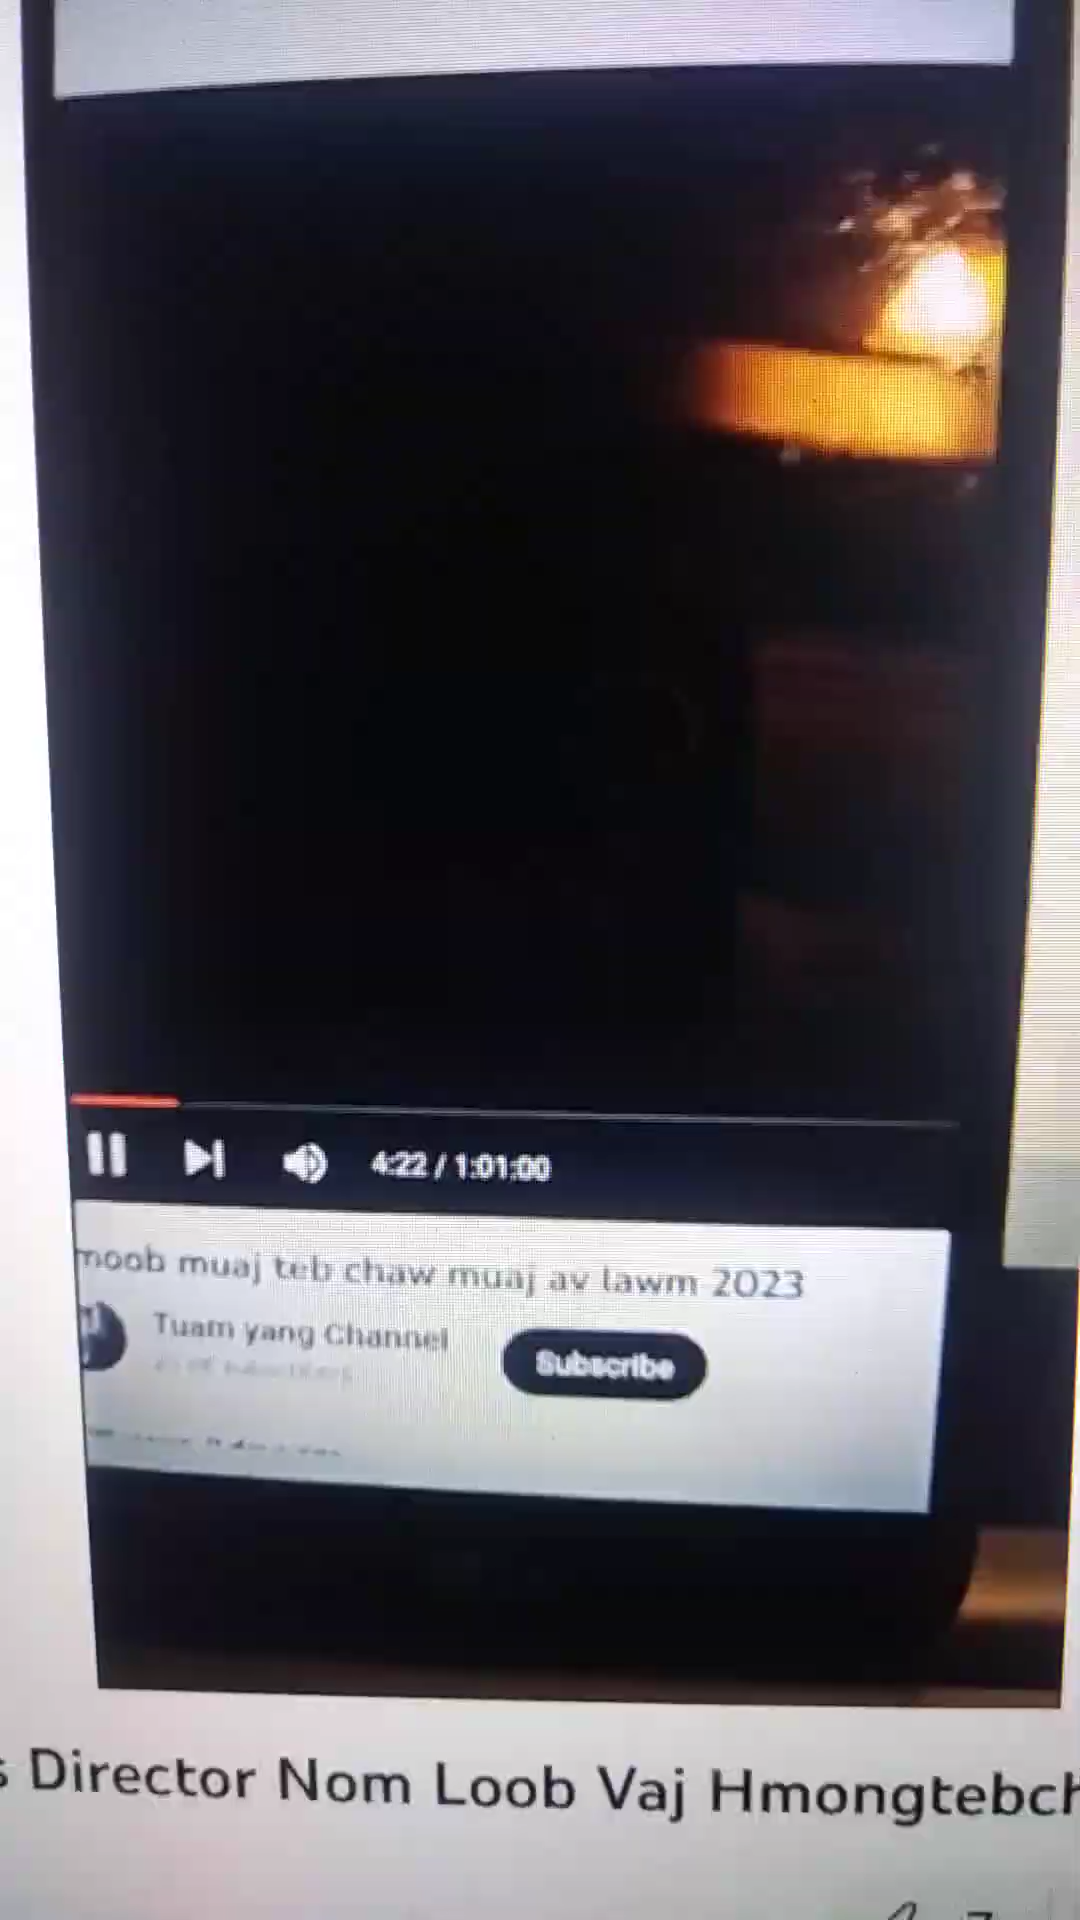 4:22 / 1:01:00
moob muaj teb chaw muaj av lawm 2023
Tuam yang Channel
Subscribe
s Director Nom Loob Vaj Hmongtebch